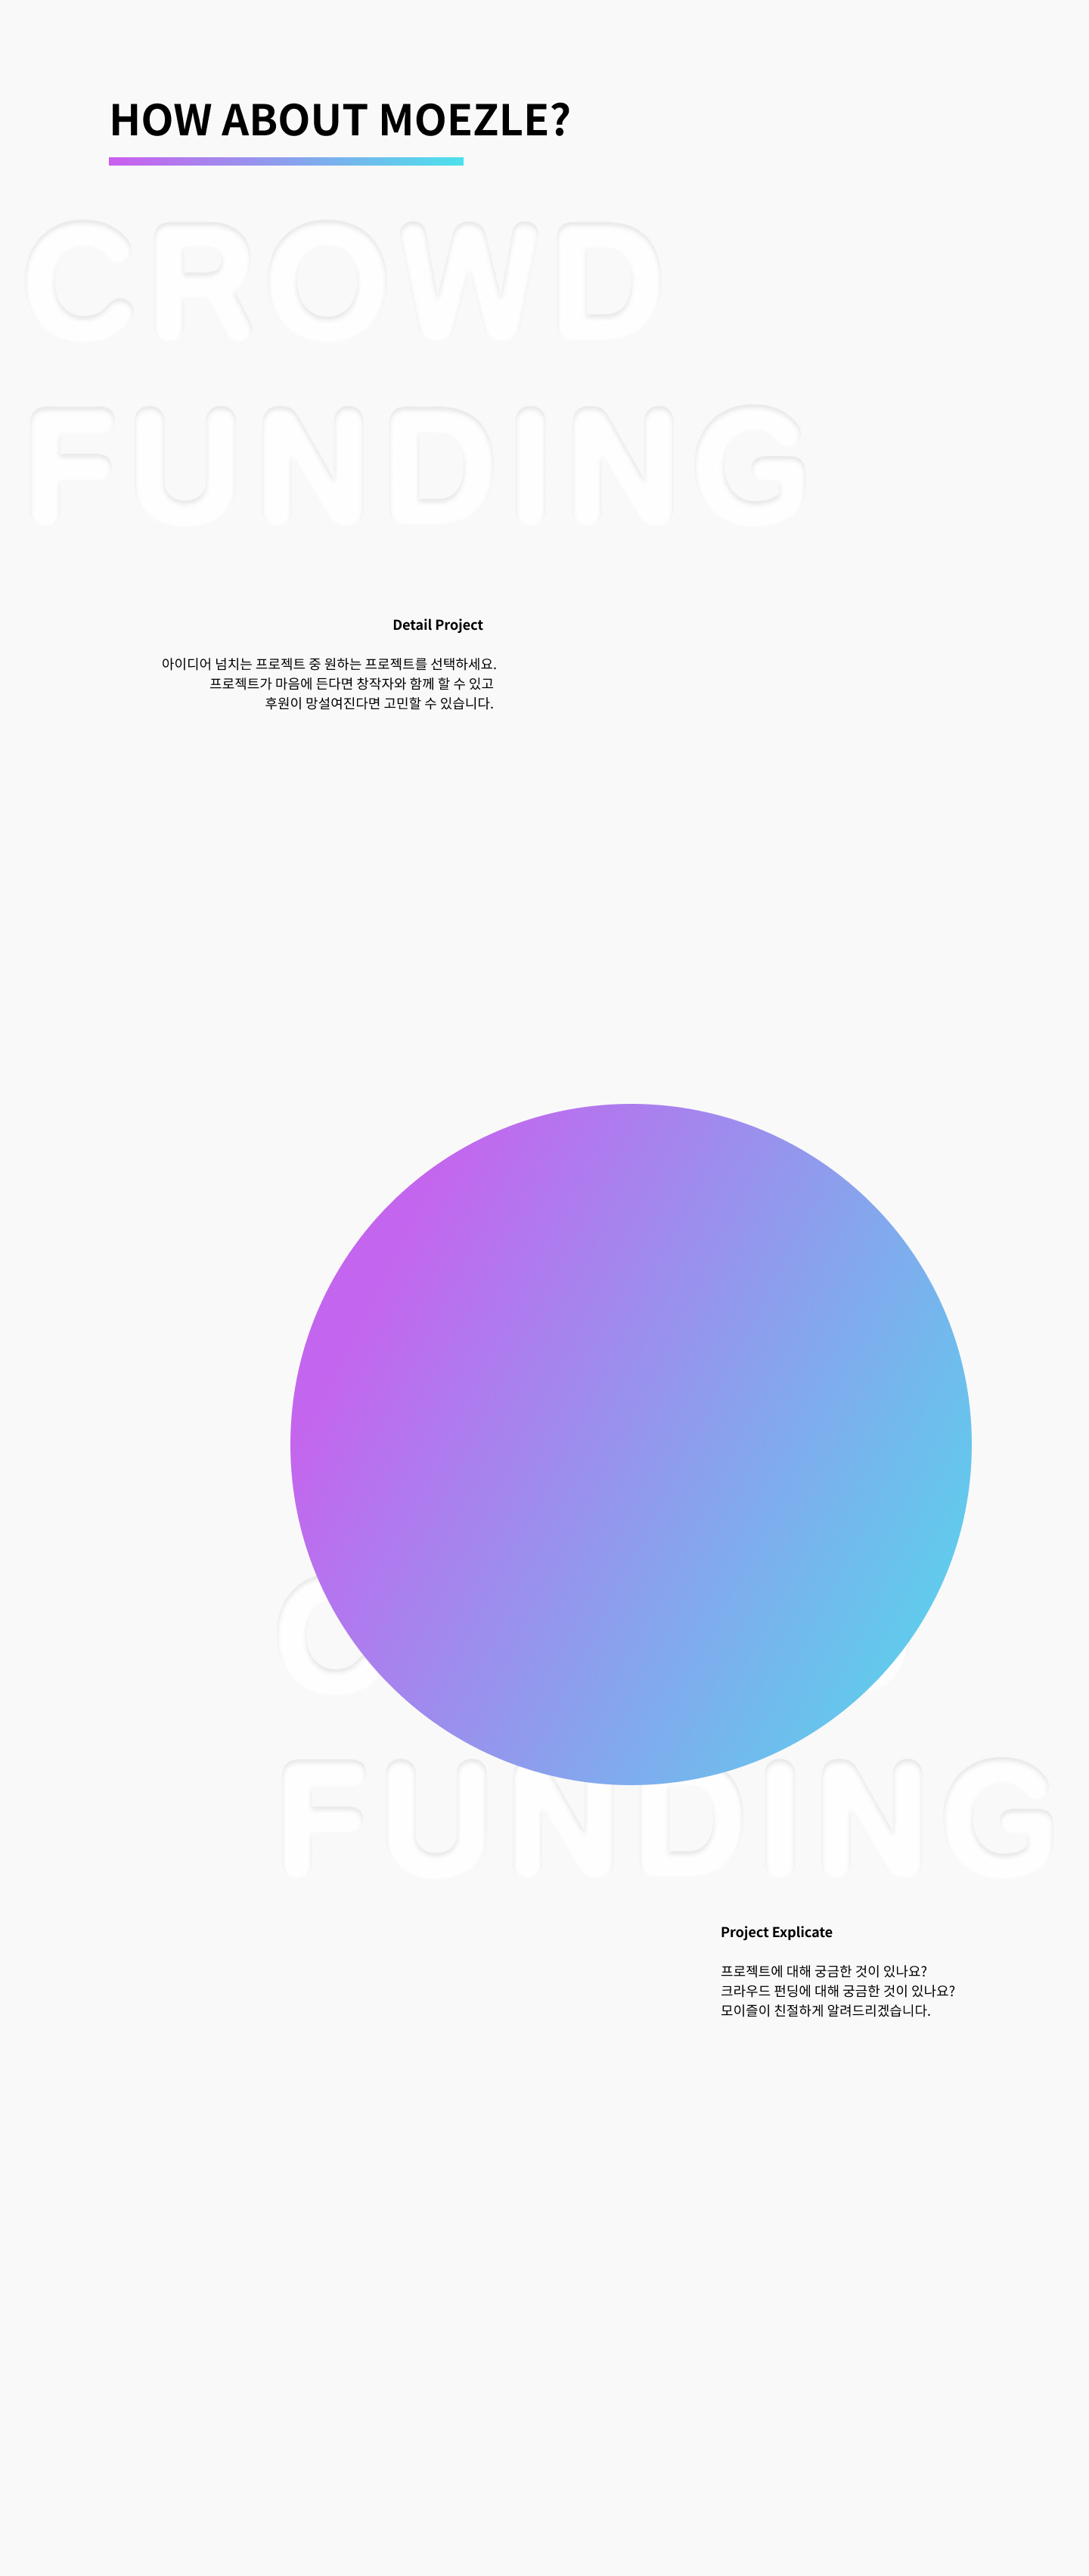 HOW ABOUT MOEZLE?
CROWD
FUNDING
Detail Project
아이디어 넘치는 프로젝트 중 원하는 프로젝트를 선택하세요.
프로젝트가 마음에 든다면 창작자와 함께 할 수 있고
후원이 망설여진다면 고민할 수 있습니다.
FUNDING
Project Explicate
프로젝트에 대해 궁금한 것이 있나요?
크라우드 펀딩에 대해 궁금한 것이 있나요?
모이즐이 친절하게 알려드리겠습니다.